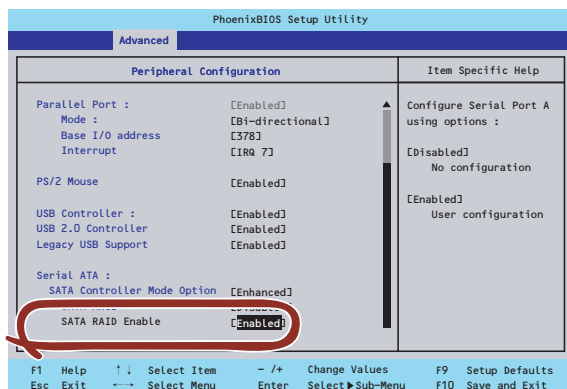 PhoenixBIOS Setup Utility
Advanced
Peripheral Configuration
Item Specific Help
Parallel Port : [Enabled]
Mode : [Bi-directional]
Base I/O address [378]
Interrupt [IRQ 7]
PS/2 Mouse [Enabled]
USB Controller : [Enabled]
USB 2.0 Controller [Enabled]
Legacy USB Support [Enabled]
Serial ATA :
SATA Controller Mode Option [Enhanced]
SATA RAID Enable [Enabled]
Configure Serial Port A
using options :
[Disabled]
No configuration
[Enabled]
User configuration
F1 Help ↑↓ Select Item - /+ Change Values F9 Setup Defaults
Esc Exit ←→ Select Menu Enter Select▶Sub-Menu F10 Save and Exit